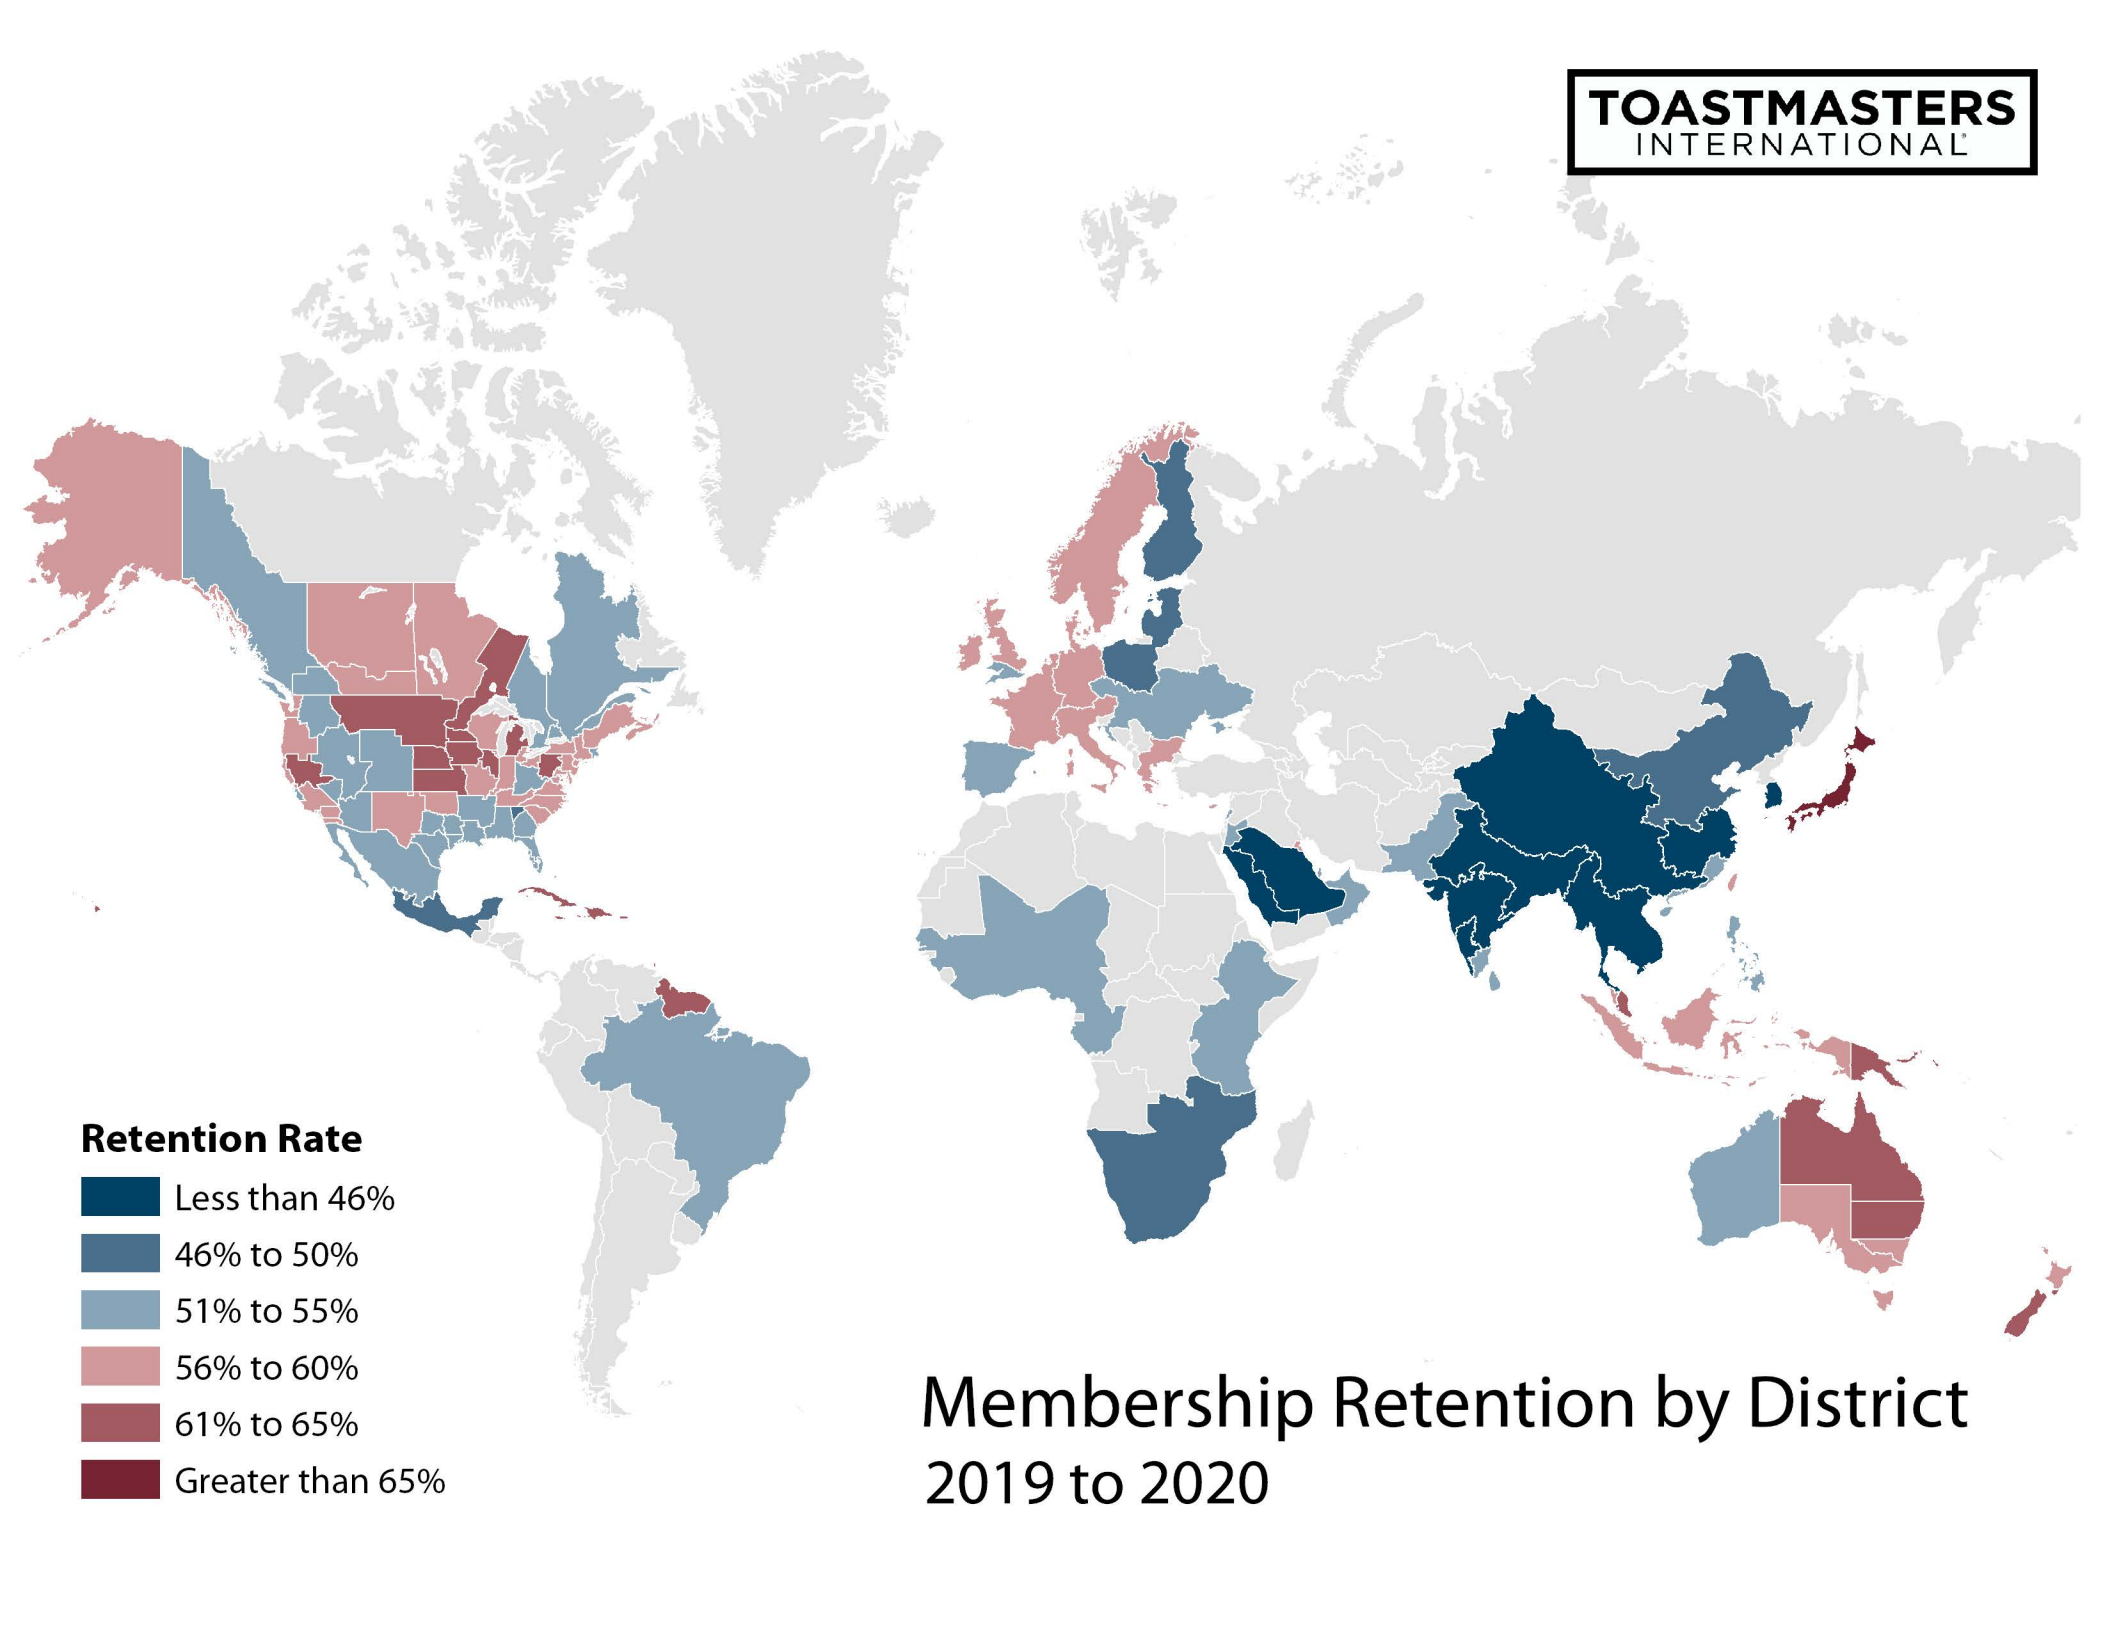 TOASTMASTERS
INTERNATIONAL®
Retention Rate
Less than 46%
46% to 50%
51% to 55%
56% to 60%
61% to 65%
Greater than 65%
Membership Retention by District
2019 to 2020